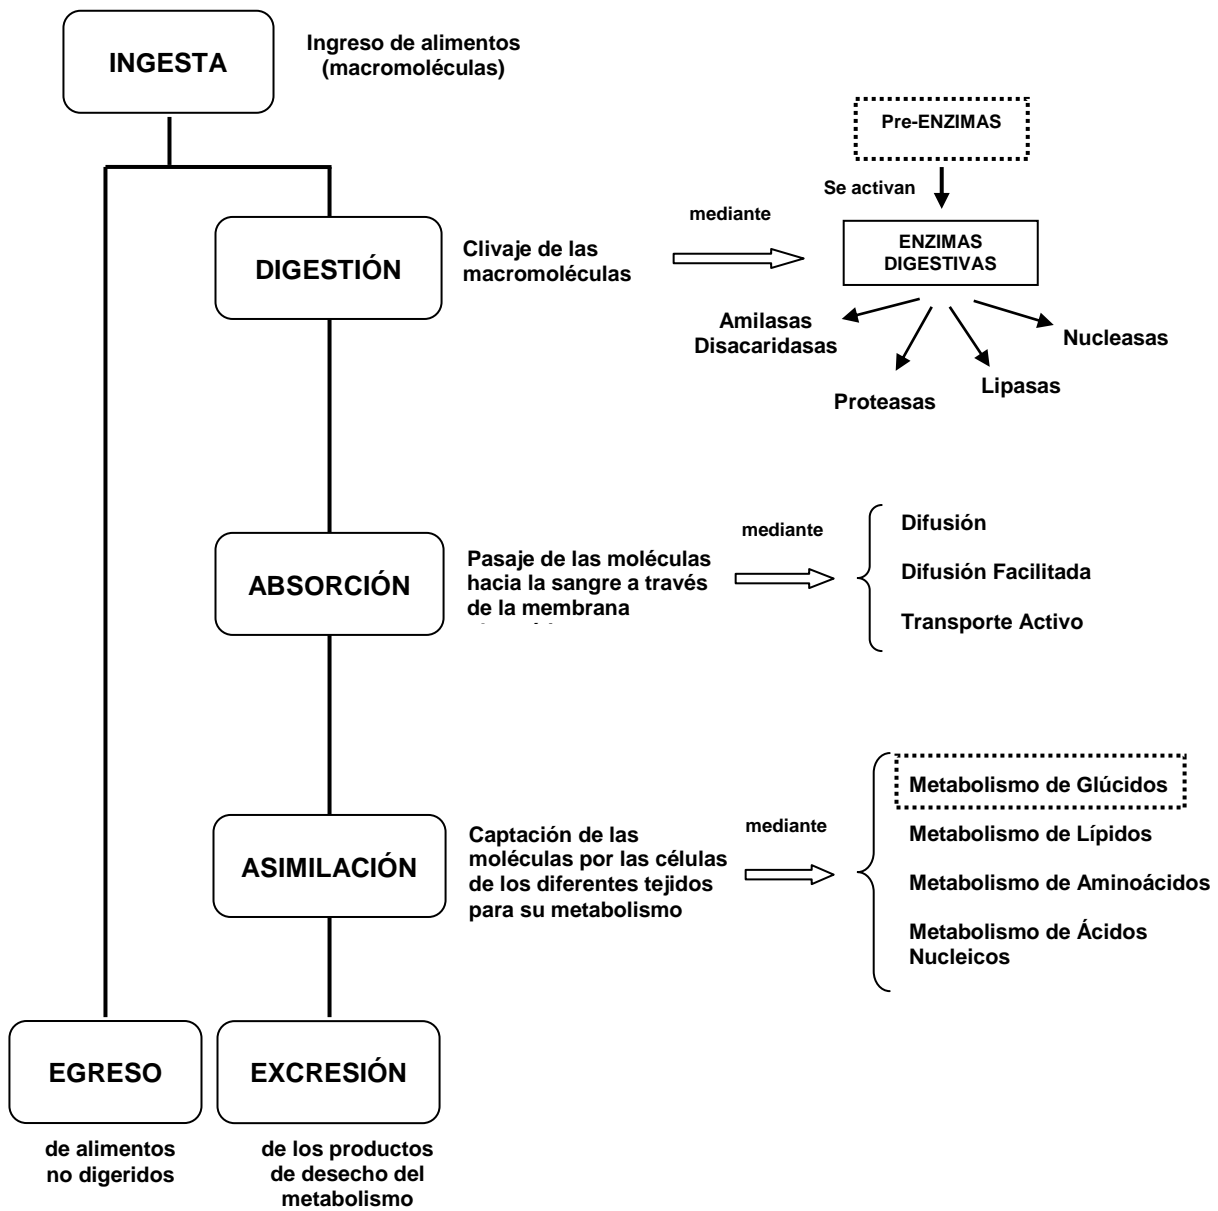 INGESTA
Ingreso de alimentos
(macromoléculas)
Pre-ENZIMAS
Se activan
DIGESTIÓN
Clivaje de las
macromoléculas
mediante
ENZIMAS
DIGESTIVAS
Amilasas
Disacaridasas
Proteasas
Lipasas
Nucleasas
ABSORCIÓN
Pasaje de las moléculas
hacia la sangre a través
de la membrana
mediante
Difusión
Difusión Facilitada
Transporte Activo
ASIMILACIÓN
Captación de las
moléculas por las células
de los diferentes tejidos
para su metabolismo
mediante
Metabolismo de Glúcidos
Metabolismo de Lípidos
Metabolismo de Aminoácidos
Metabolismo de Ácidos
Nucleicos
EGRESO
de alimentos
no digeridos
EXCRESIÓN
de los productos
de desecho del
metabolismo